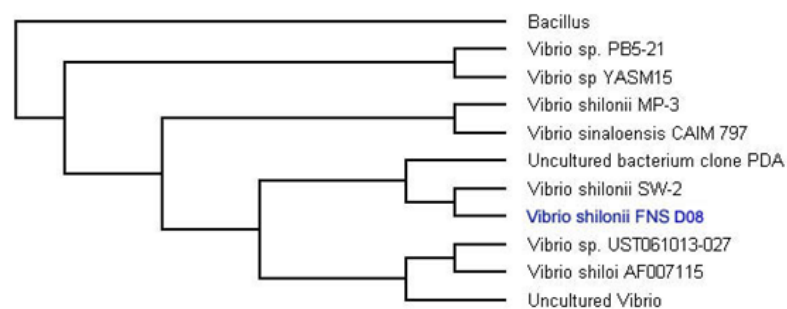 Bacillus
Vibrio sp. PB5-21
Vibrio sp YASM15
Vibrio shilonii MP-3
Vibrio sinaloensis CAIM 797
Uncultured bacterium clone PDA
Vibrio shilonii SW-2
Vibrio shilonii FNS D08
Vibrio sp. UST061013-027
Vibrio shiloi AF007115
Uncultured Vibrio